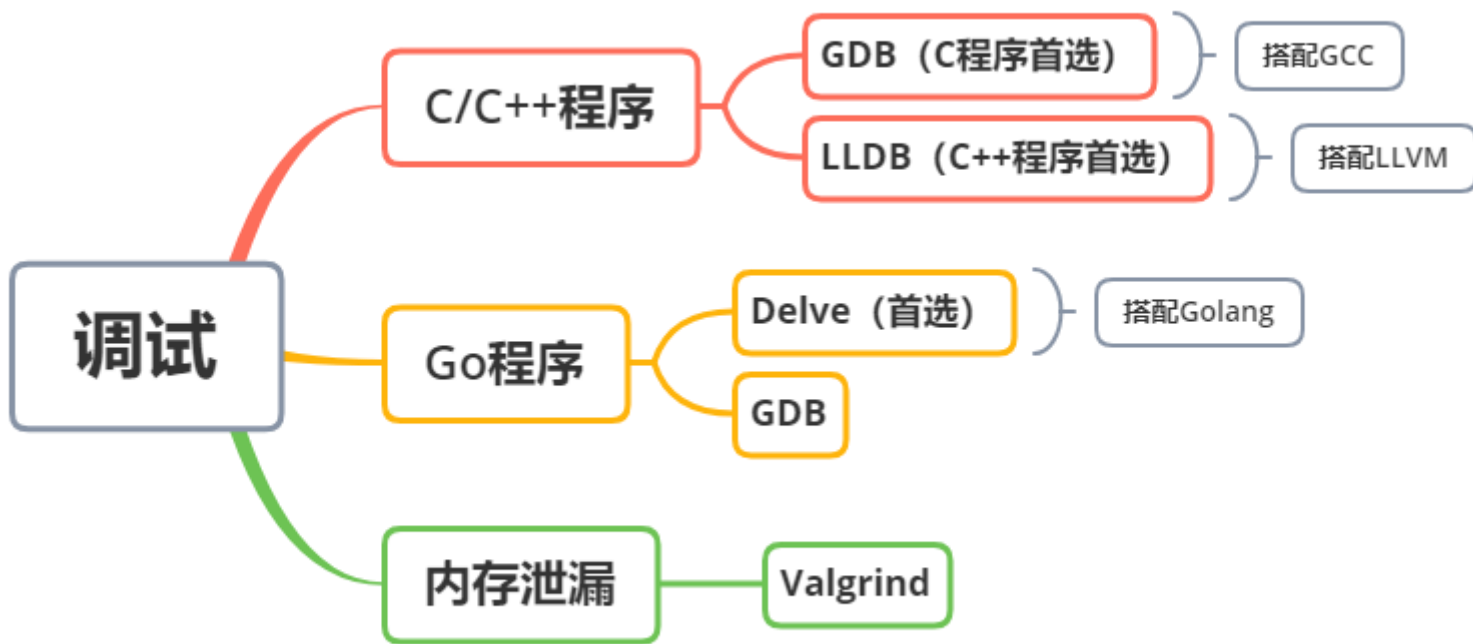 调试
C/C++程序
GDB（C程序首选）
搭配GCC
LLDB（C++程序首选）
搭配LLVM
Go程序
Delve（首选）
搭配Golang
GDB
内存泄漏
Valgrind